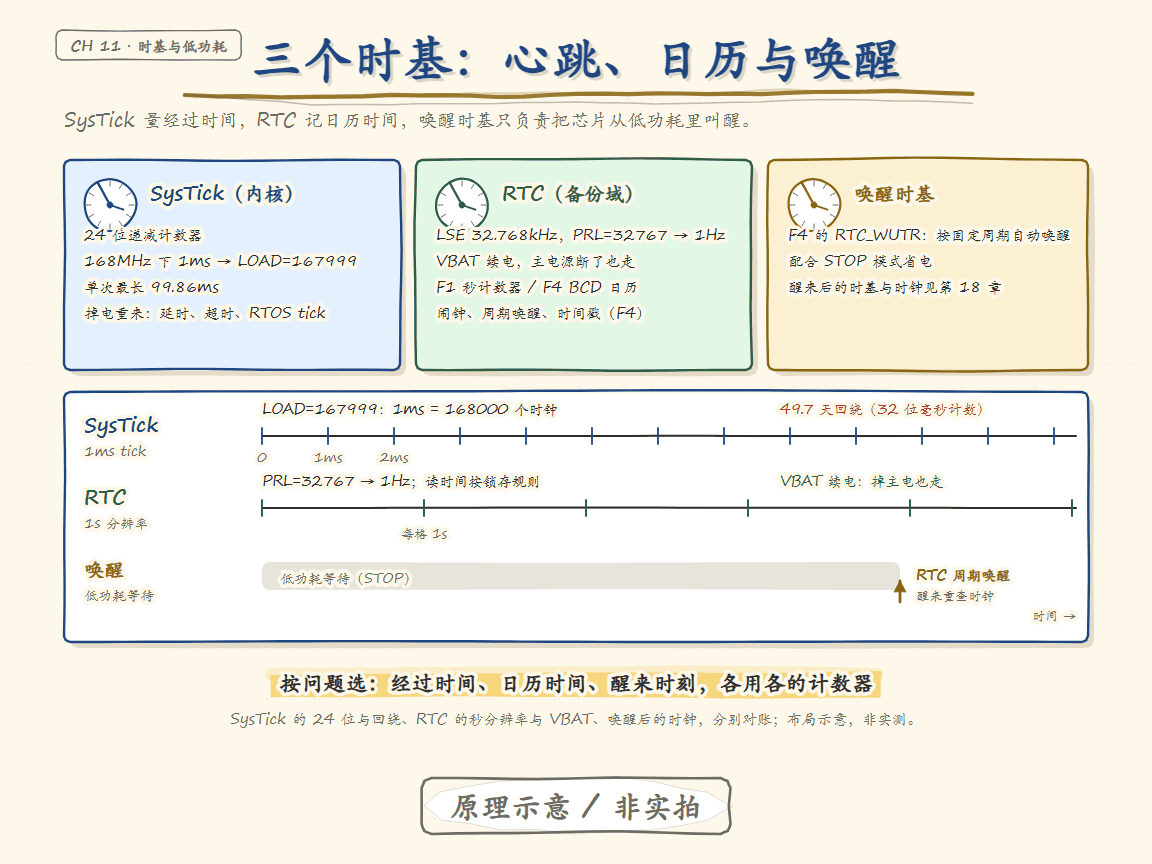 CH 11 · 时基与低功耗
三个时基：心跳、日历与唤醒
SysTick 量经过时间，RTC 记日历时间，唤醒时基只负责把芯片从低功耗里叫醒。
SysTick（内核）
24 位递减计数器
168MHz 下 1ms → LOAD=167999
单次最长 99.86ms
掉电重来：延时、超时、RTOS tick
RTC（备份域）
LSE 32.768kHz，PRL=32767 → 1Hz
VBAT 续电，主电源断了也走
F1 秒计数器 / F4 BCD 日历
闹钟、周期唤醒、时间戳（F4）
唤醒时基
F4 的 RTC_WUTR：按固定周期自动唤醒
配合 STOP 模式省电
醒来后的时基与时钟见第 18 章
SysTick
1ms tick
LOAD=167999：1ms = 168000 个时钟
49.7 天回绕（32 位毫秒计数）
0 1ms 2ms
RTC
1s 分辨率
PRL=32767 → 1Hz；读时间按锁存规则
VBAT 续电：掉主电也走
每格 1s
唤醒
低功耗等待
低功耗等待（STOP）
RTC 周期唤醒
醒来重查时钟
时间 →
按问题选：经过时间、日历时间、醒来时刻，各用各的计数器
SysTick 的 24 位与回绕、RTC 的秒分辨率与 VBAT、唤醒后的时钟，分别对账；布局示意，非实测。
原理示意 / 非实拍